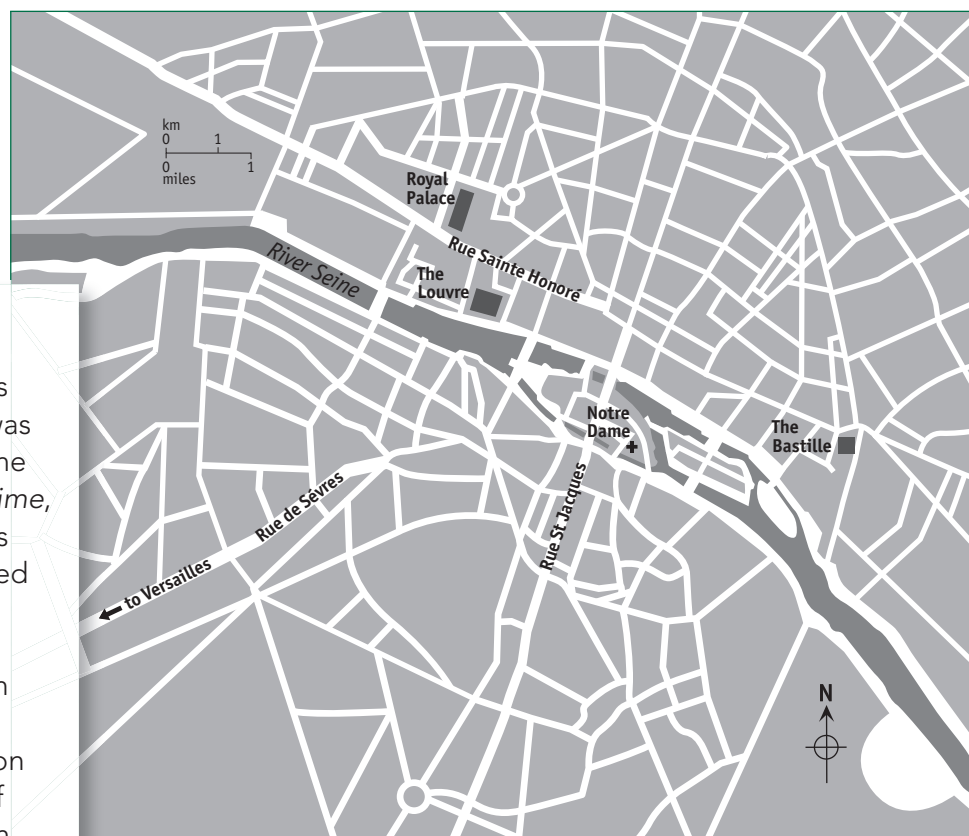 km
0 1
0 1
miles
Royal
Palace
Rue Sainte Honoré
River Seine
The
Louvre
Notre
Dame
The
Bastille
Rue St Jacques
Rue de Sèvres
to Versailles
N